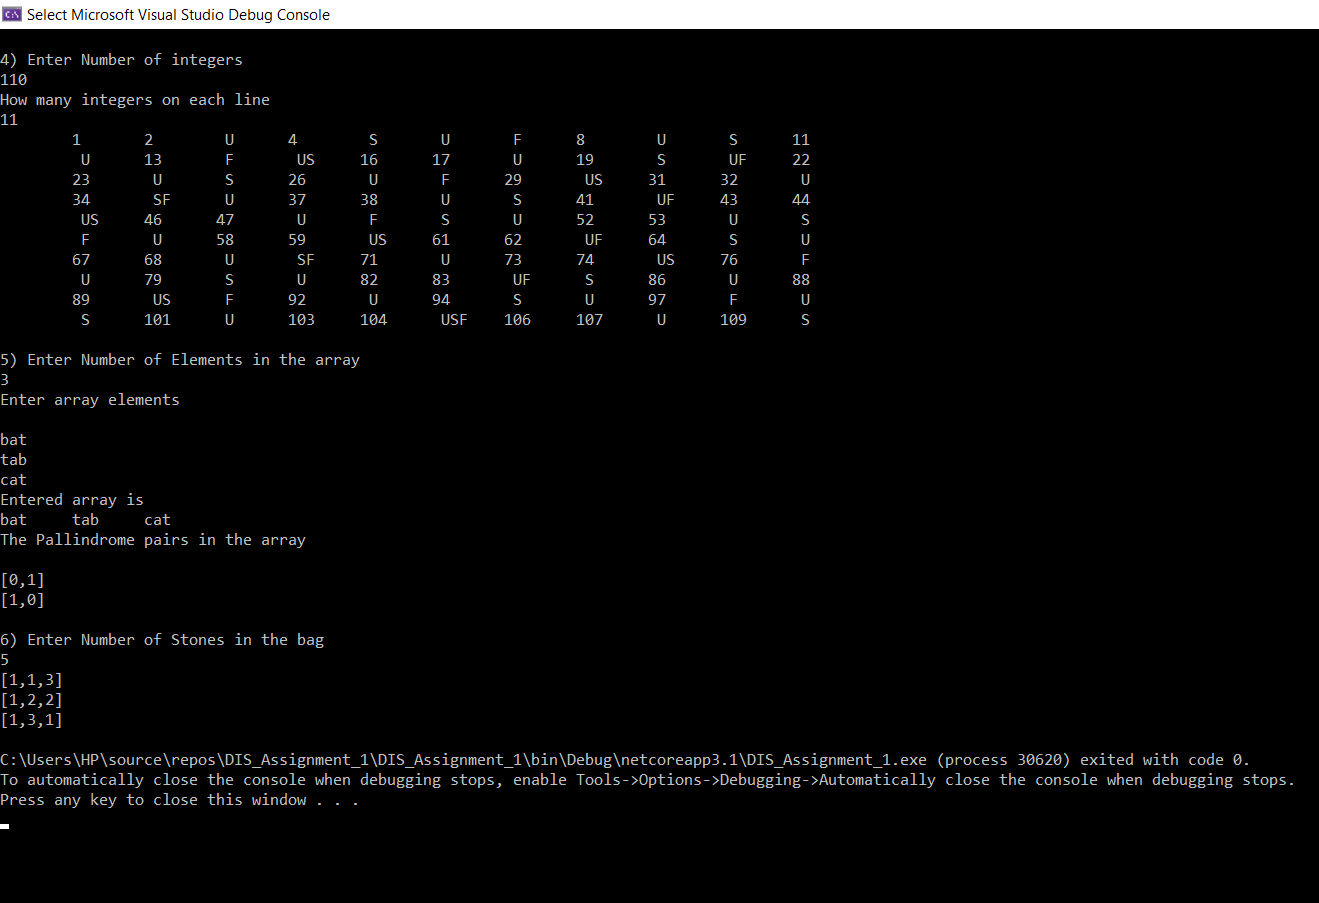 Select Microsoft Visual Studio Debug Console
4) Enter Number of integers
110
How many integers on each line
11
1 2 U 4 S U F 8 U S 11
U 13 F US 16 17 U 19 S UF 22
23 U S 26 U F 29 US 31 32 U
34 SF U 37 38 U S 41 UF 43 44
US 46 47 U F S U 52 53 U S
F U 58 59 US 61 62 UF 64 S U
67 68 U SF 71 U 73 74 US 76 F
U 79 S U 82 83 UF S 86 U 88
89 US F 92 U 94 S U 97 F U
S 101 U 103 104 USF 106 107 U 109 S
5) Enter Number of Elements in the array
3
Enter array elements
bat
tab
cat
Entered array is
bat tab cat
The Pallindrome pairs in the array
[0,1]
[1,0]
6) Enter Number of Stones in the bag
5
[1,1,3]
[1,2,2]
[1,3,1]
C:\Users\HP\source\repos\DIS_Assignment_1\DIS_Assignment_1\bin\Debug\netcoreapp3.1\DIS_Assignment_1.exe (process 30620) exited with code 0.
To automatically close the console when debugging stops, enable Tools->Options->Debugging->Automatically close the console when debugging stops.
Press any key to close this window . . .